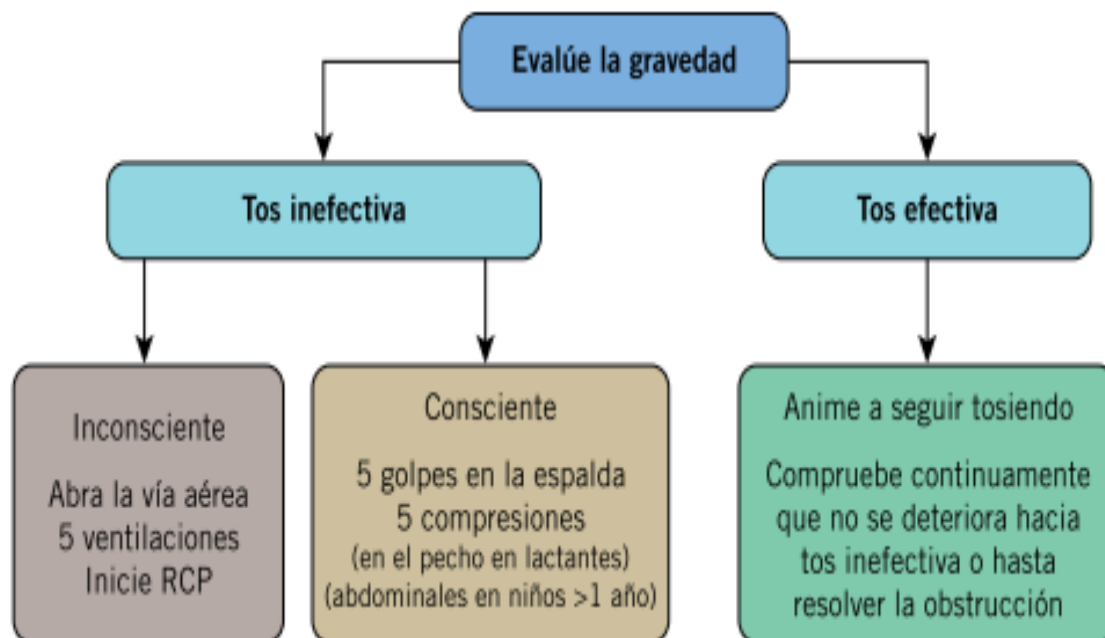 Evalúe la gravedad
Tos inefectiva
Tos efectiva
Inconsciente
Abra la vía aérea
5 ventilaciones
Inicie RCP
Consciente
5 golpes en la espalda
5 compresiones
(en el pecho en lactantes)
(abdominales en niños >1 año)
Anime a seguir tosiendo
Compruebe continuamente
que no se deteriora hacia
tos inefectiva o hasta
resolver la obstrucción